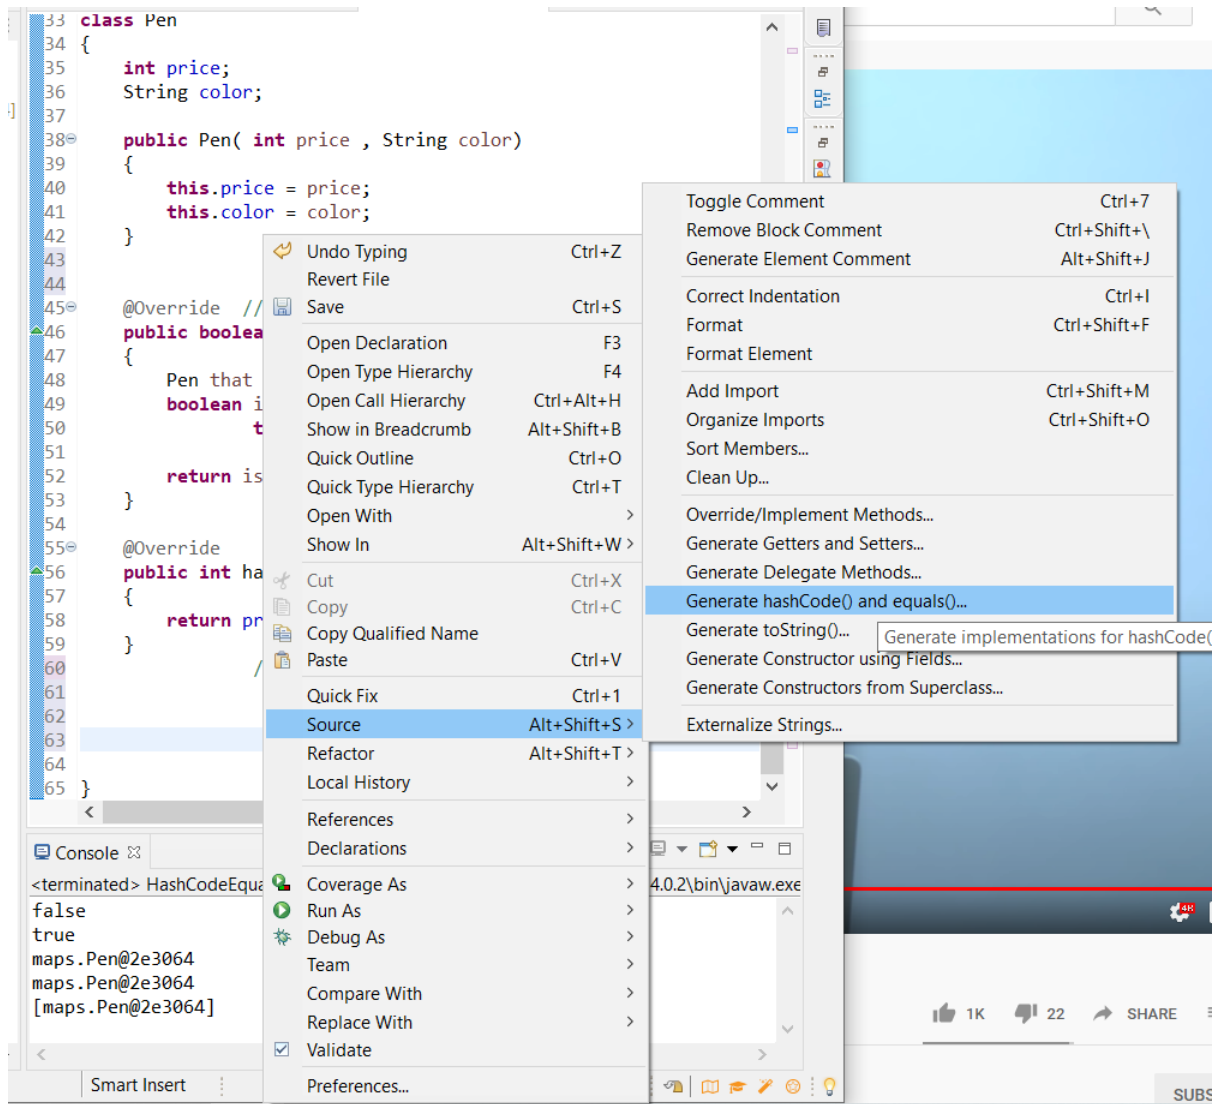 33 class Pen
34 {
35 int price;
36 String color;
37
38 public Pen( int price , String color)
39 {
40 this.price = price;
41 this.color = color;
42 }
43
44
45 @Override //
46 public boolea
47 {
48 Pen that
49 boolean i
50 t
51
52 return is
53 }
54
55 @Override
56 public int ha
57 {
58 return pr
59 }
60 /
61
62
63
64
65 }
Undo Typing Ctrl+Z
Revert File
Save Ctrl+S
Open Declaration F3
Open Type Hierarchy F4
Open Call Hierarchy Ctrl+Alt+H
Show in Breadcrumb Alt+Shift+B
Quick Outline Ctrl+O
Quick Type Hierarchy Ctrl+T
Open With >
Show In Alt+Shift+W >
Cut Ctrl+X
Copy Ctrl+C
Copy Qualified Name
Paste Ctrl+V
Quick Fix Ctrl+1
Source Alt+Shift+S >
Refactor Alt+Shift+T >
Local History >
References >
Declarations >
Coverage As >
Run As >
Debug As >
Team >
Compare With >
Replace With >
Validate
Preferences...
Toggle Comment Ctrl+7
Remove Block Comment Ctrl+Shift+\
Generate Element Comment Alt+Shift+J
Correct Indentation Ctrl+I
Format Ctrl+Shift+F
Format Element
Add Import Ctrl+Shift+M
Organize Imports Ctrl+Shift+O
Sort Members...
Clean Up...
Override/Implement Methods...
Generate Getters and Setters...
Generate Delegate Methods...
Generate hashCode() and equals()...
Generate toString()...
Generate implementations for hashCode(
Generate Constructor using Fields...
Generate Constructors from Superclass...
Externalize Strings...
Console
<terminated> HashCodeEqua
4.0.2\bin\javaw.exe
false
true
maps.Pen@2e3064
maps.Pen@2e3064
[maps.Pen@2e3064]
Smart Insert
4K
1K 22 SHARE
SUBS